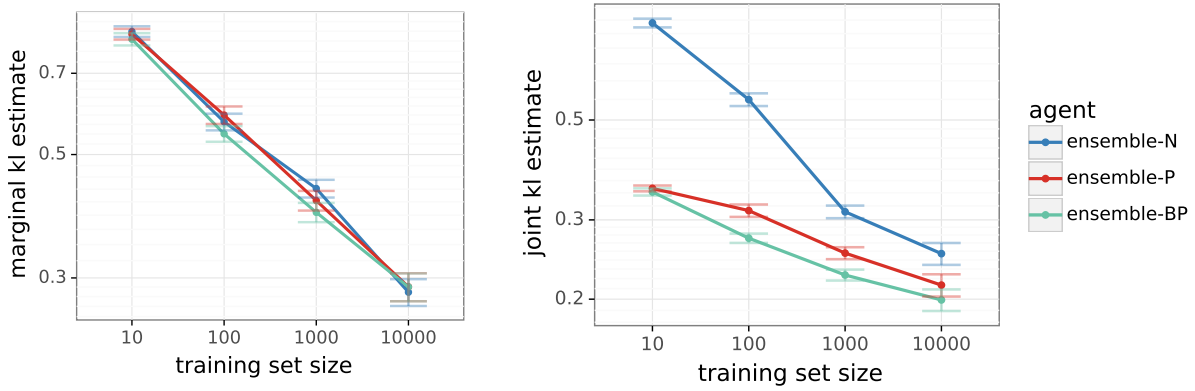 marginal kl estimate
0.7
0.5
0.3
10 100 1000 10000
training set size
joint kl estimate
0.5
0.3
0.2
10 100 1000 10000
training set size
agent
ensemble-N
ensemble-P
ensemble-BP